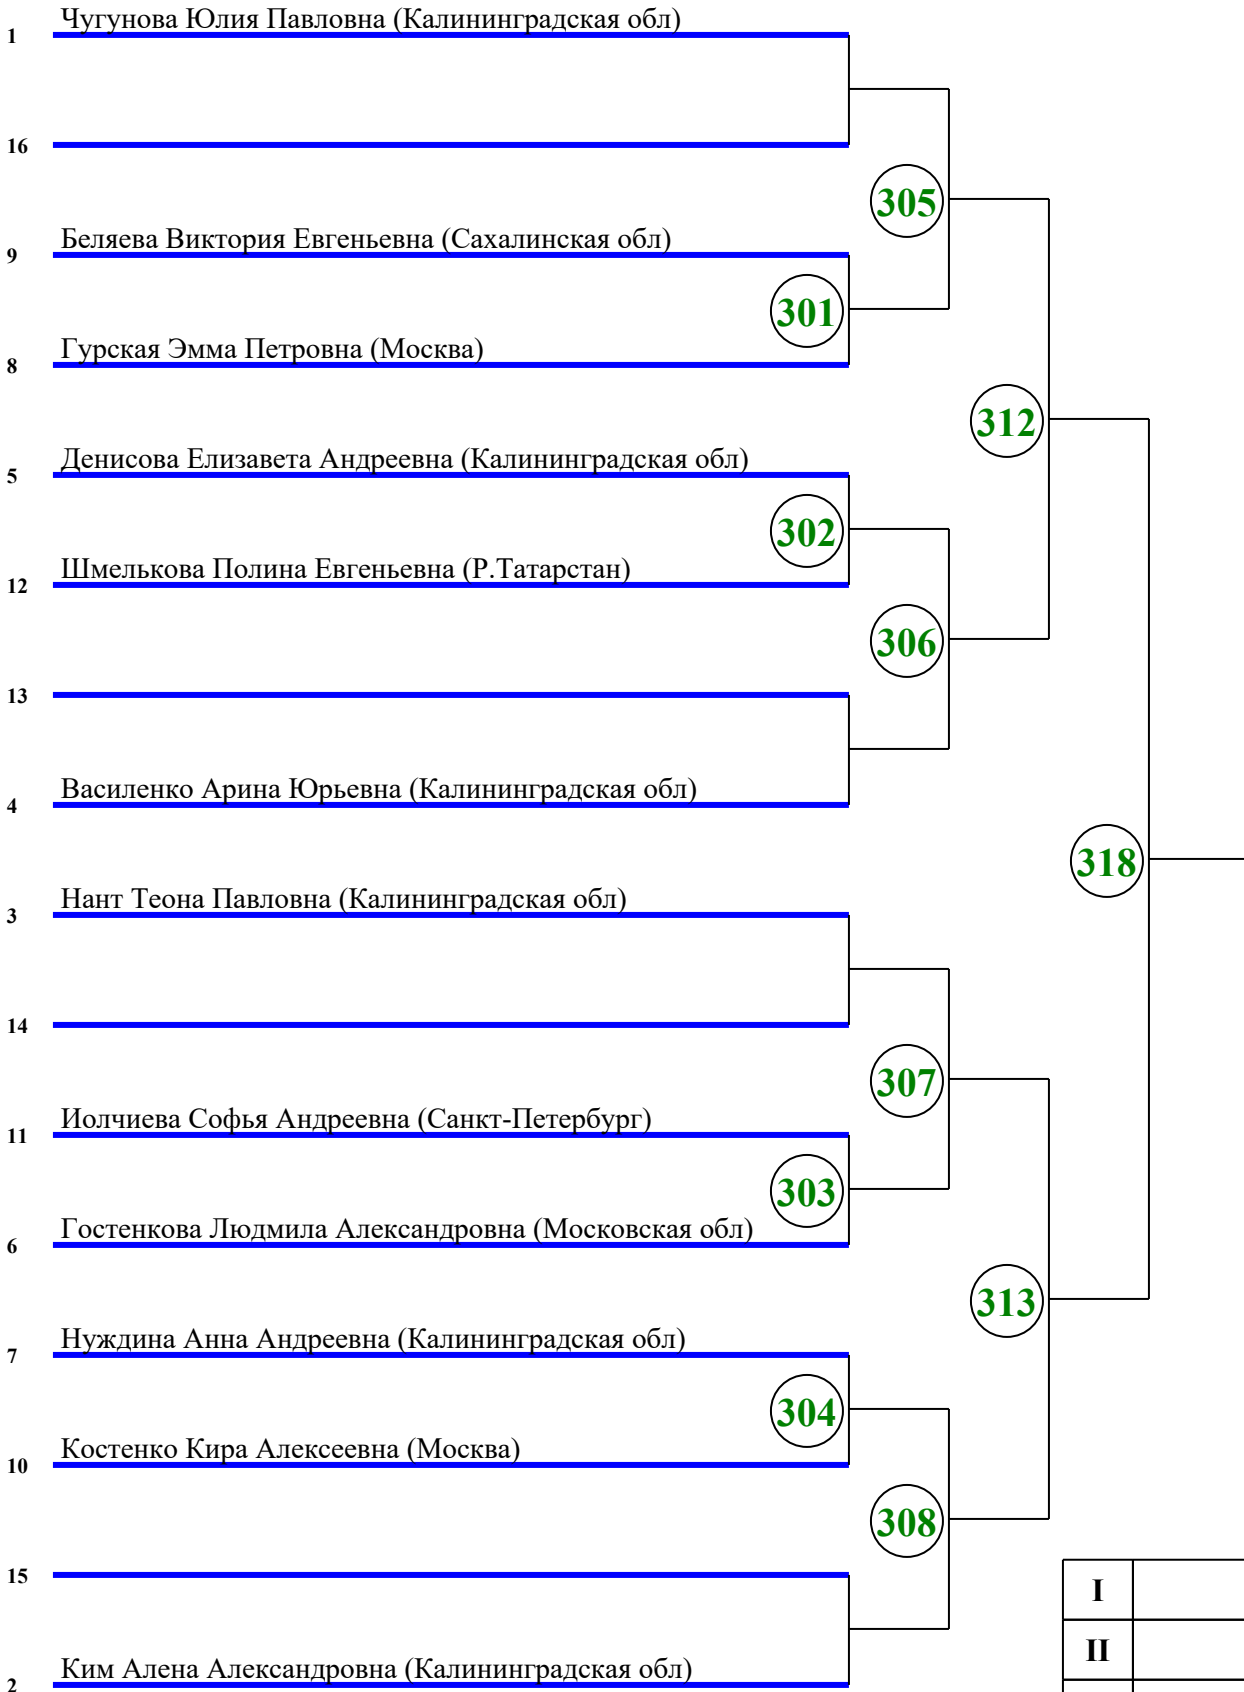 Чугунова Юлия Павловна (Калининградская обл)
1
16
305
Беляева Виктория Евгеньевна (Сахалинская обл)
9
301
Гурская Эмма Петровна (Москва)
8
312
Денисова Елизавета Андреевна (Калининградская обл)
5
302
Шмелькова Полина Евгеньевна (Р.Татарстан)
12
306
13
Василенко Арина Юрьевна (Калининградская обл)
4
318
Нант Теона Павловна (Калининградская обл)
3
14
307
Иолчиева Софья Андреевна (Санкт-Петербург)
11
303
Гостенкова Людмила Александровна (Московская обл)
6
313
Нуждина Анна Андреевна (Калининградская обл)
7
304
Костенко Кира Алексеевна (Москва)
10
308
15
I
II
Ким Алена Александровна (Калининградская обл)
2